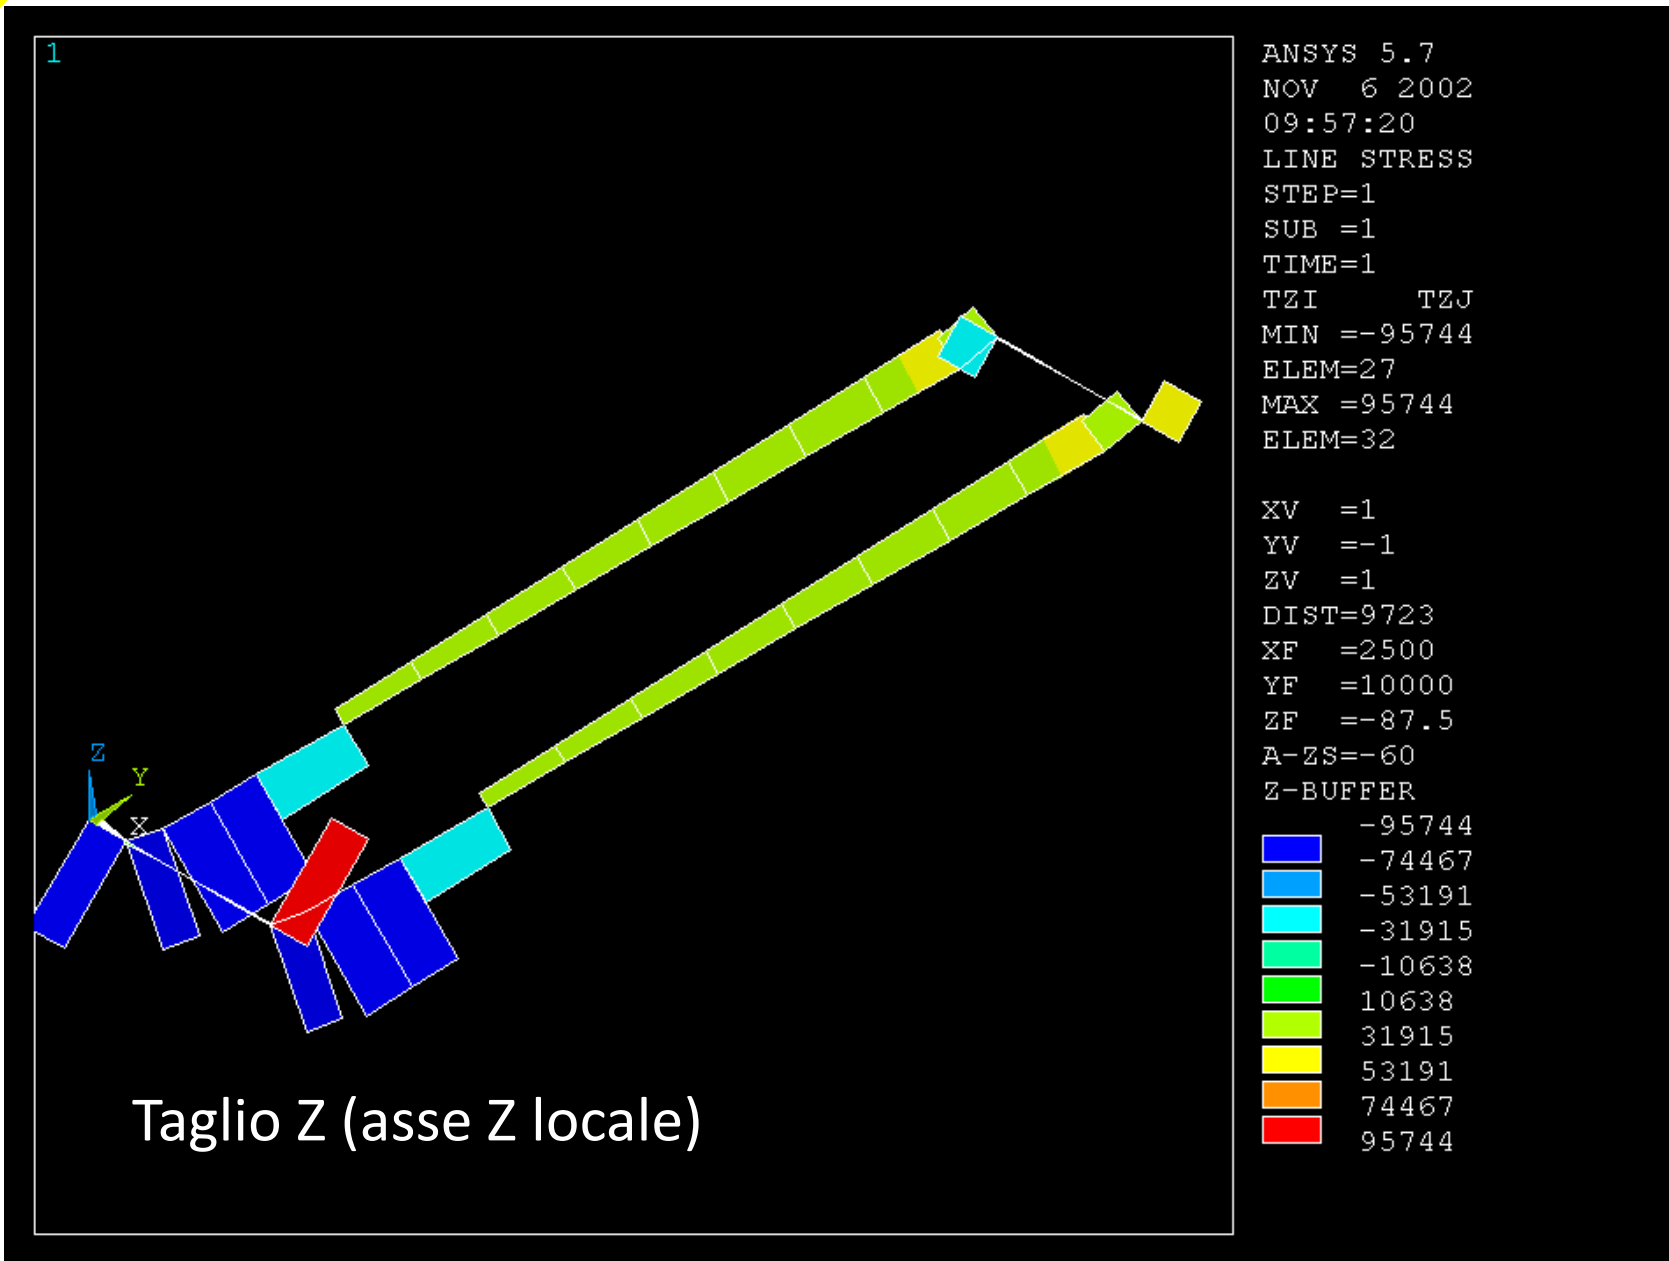 1
ANSYS 5.7
NOV  6 2002
09:57:20
LINE STRESS
STEP=1
SUB =1
TIME=1
TZI      TZJ
MIN =-95744
ELEM=27
MAX =95744
ELEM=32
XV  =1
YV  =-1
ZV  =1
DIST=9723
XF  =2500
YF  =10000
ZF  =-87.5
A-ZS=-60
Z-BUFFER
-95744
-74467
-53191
-31915
-10638
10638
31915
53191
74467
95744
Z
Y
X
Taglio Z (asse Z locale)